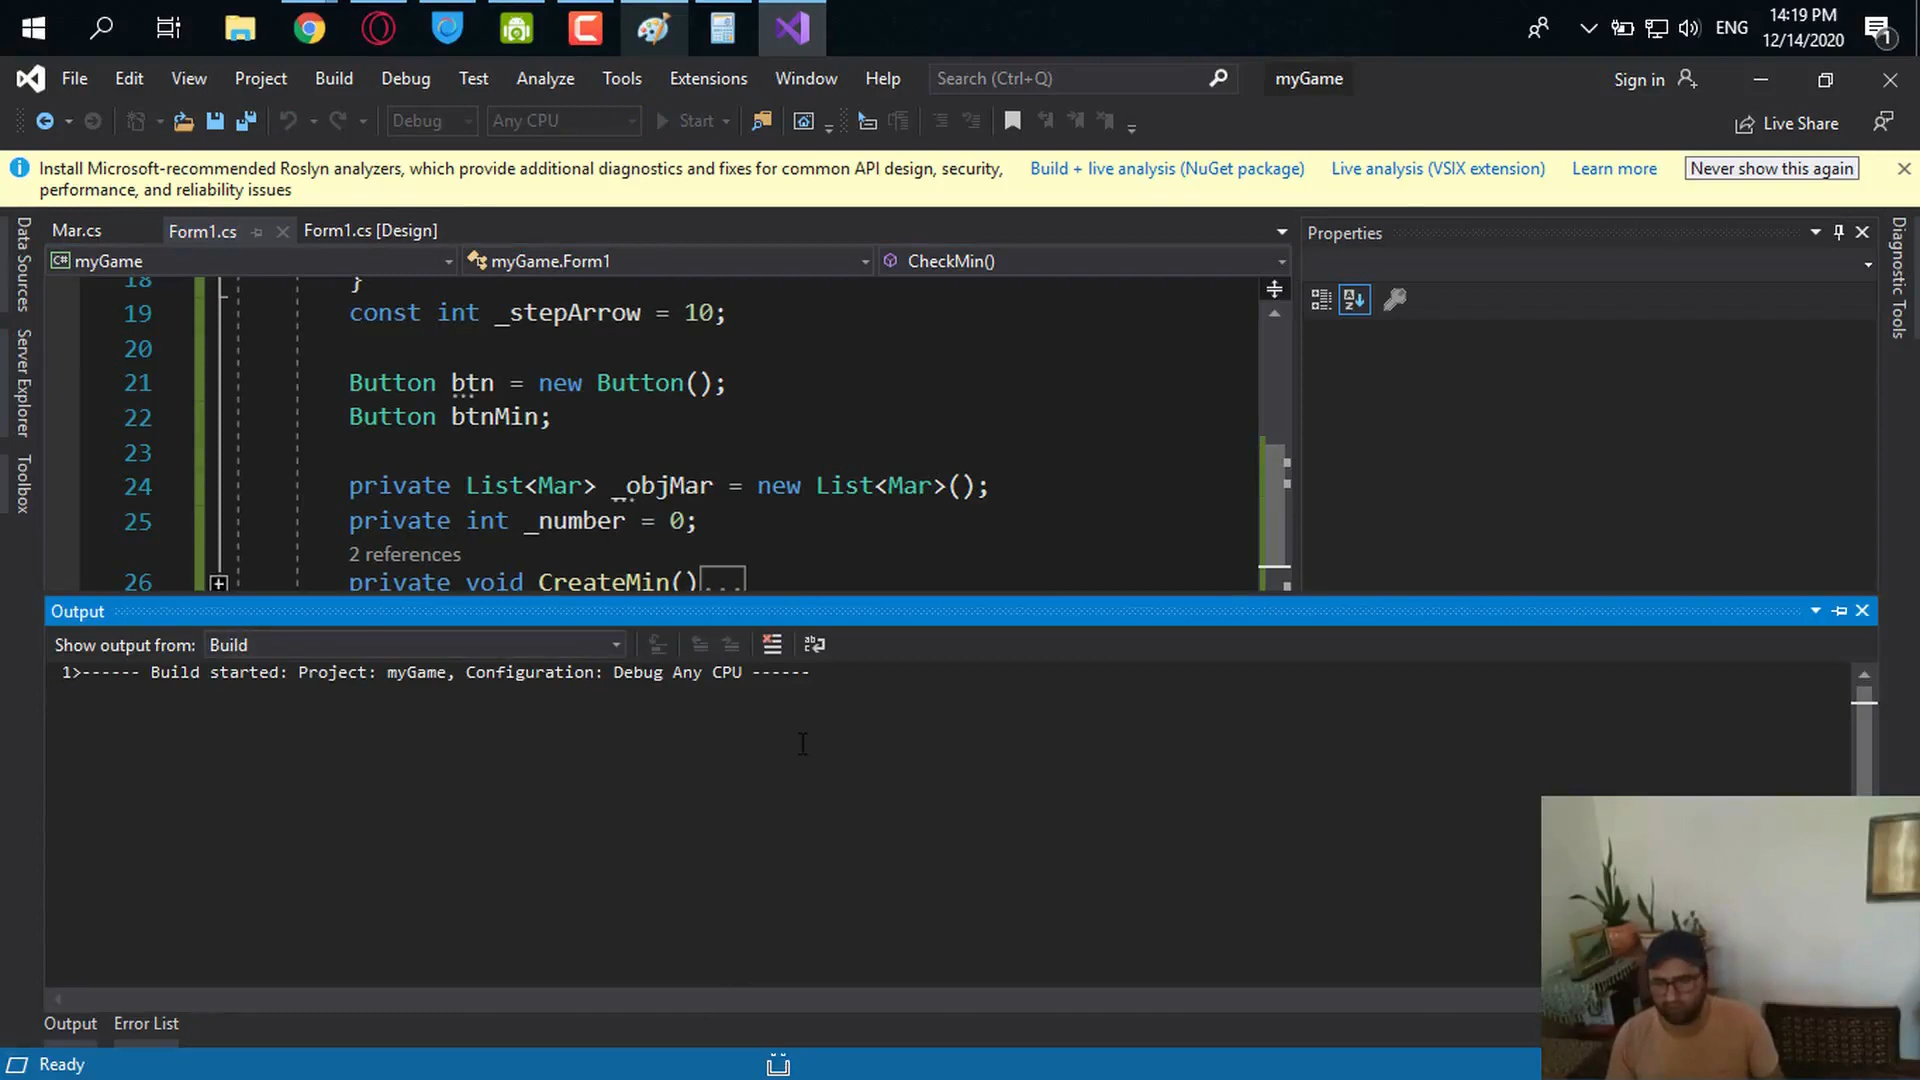 ENG
14:19 PM
12/14/2020
1
File Edit View Project Build Debug Test Analyze Tools Extensions Window Help Search (Ctrl+Q) myGame Sign in
Debug Any CPU Start Live Share
Install Microsoft-recommended Roslyn analyzers, which provide additional diagnostics and fixes for common API design, security,
performance, and reliability issues
Build + live analysis (NuGet package) Live analysis (VSIX extension) Learn more Never show this again
Data Sources
Server Explorer
Toolbox
Mar.cs Form1.cs Form1.cs [Design]
C# myGame myGame.Form1 CheckMin()
18 }
19 const int _stepArrow = 10;
20
21 Button btn = new Button();
22 Button btnMin;
23
24 private List<Mar> _objMar = new List<Mar>();
25 private int _number = 0;
2 references
26 private void CreateMin()...
Properties
Diagnostic Tools
Output
Show output from: Build
1>------ Build started: Project: myGame, Configuration: Debug Any CPU ------
Output Error List
Ready